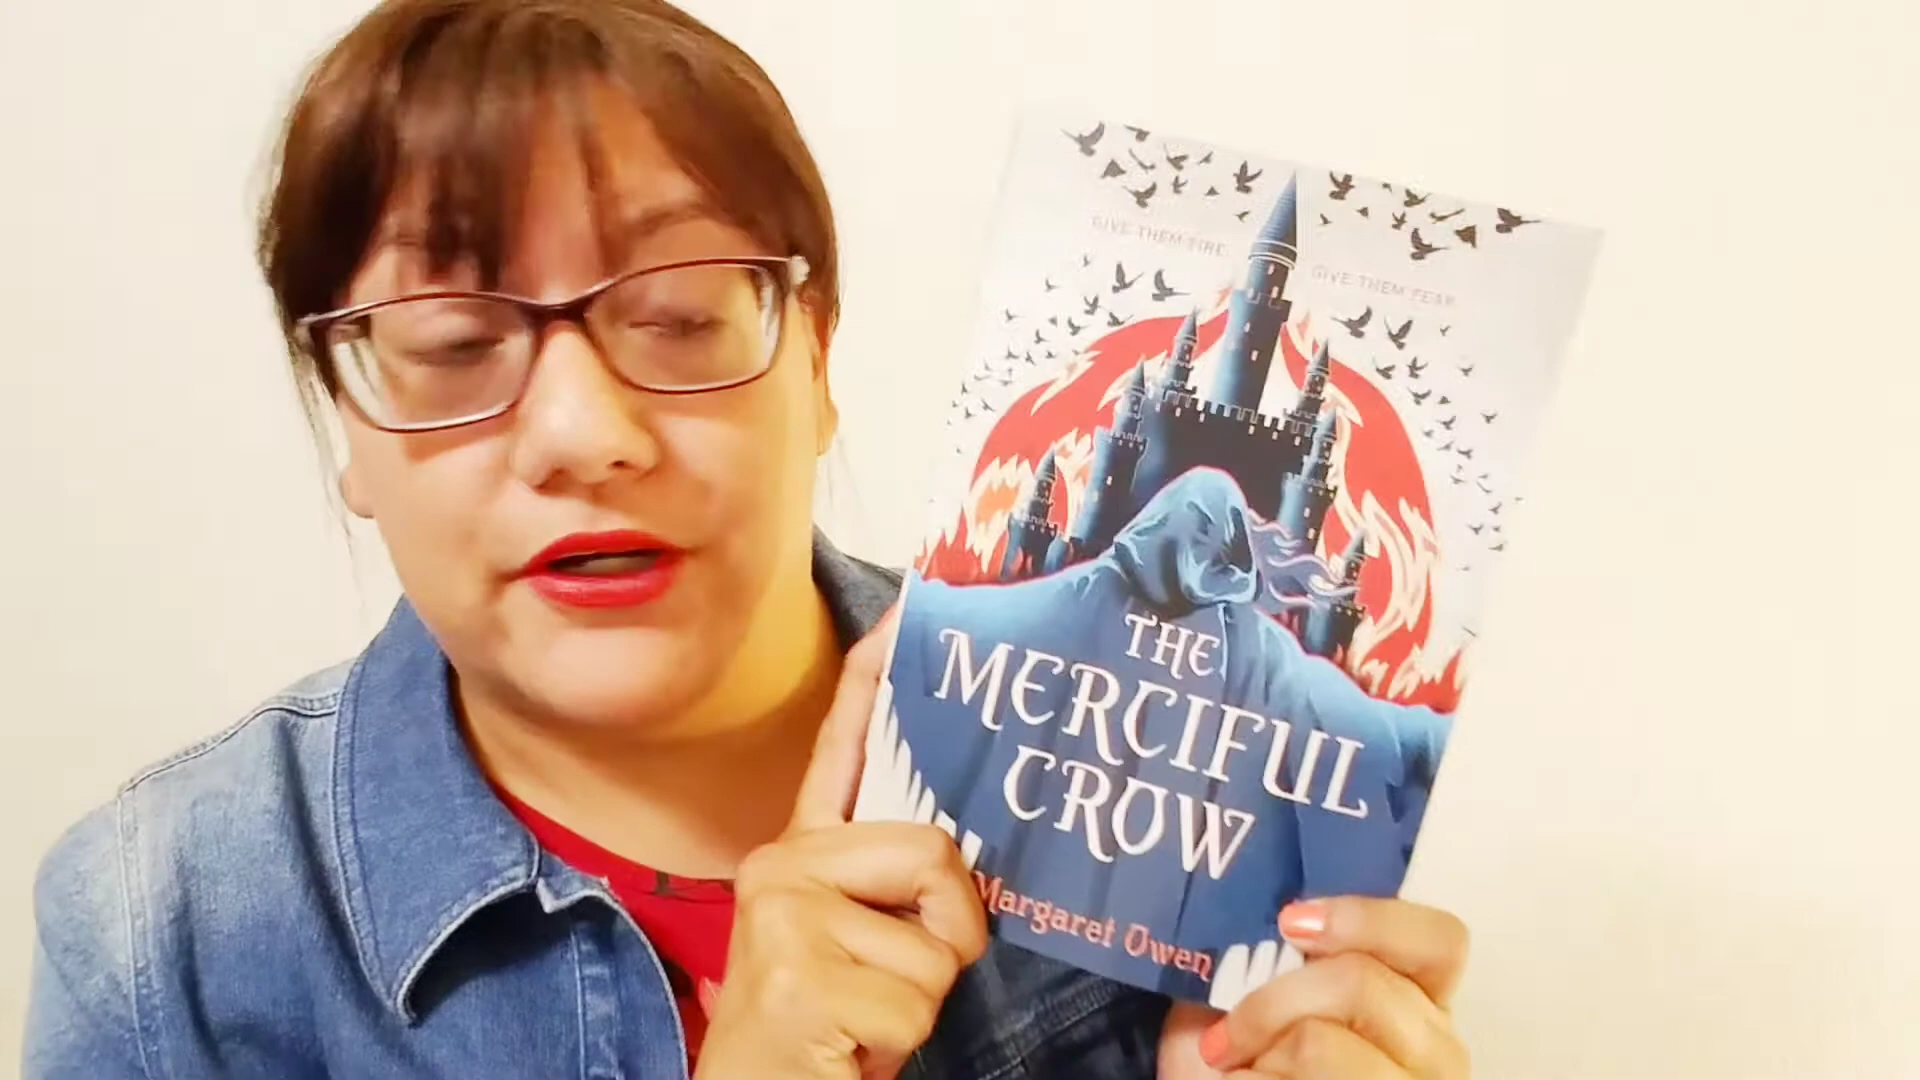 GIVE THEM FIRE.
GIVE THEM FEAR.
THE
MERCIFUL
CROW
Margaret Owen